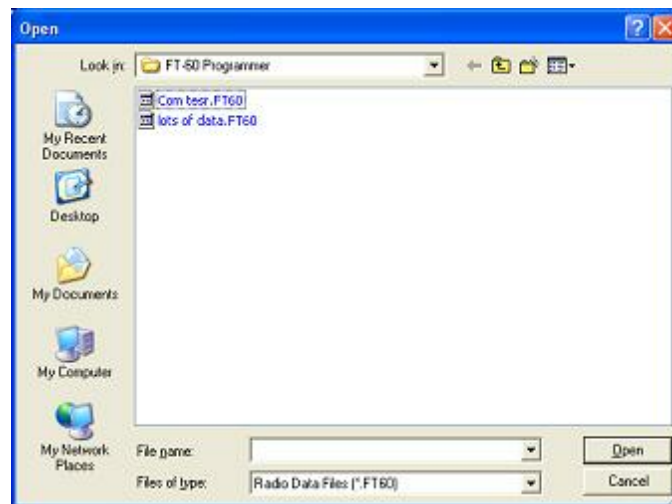 Open
Look in:
FT-60 Programmer
Com tesr.FT60
lots of data.FT60
My Recent
Documents
Desktop
My Documents
My Computer
My Network
Places
File name:
Open
Files of type:
Radio Data Files (*.FT60)
Cancel